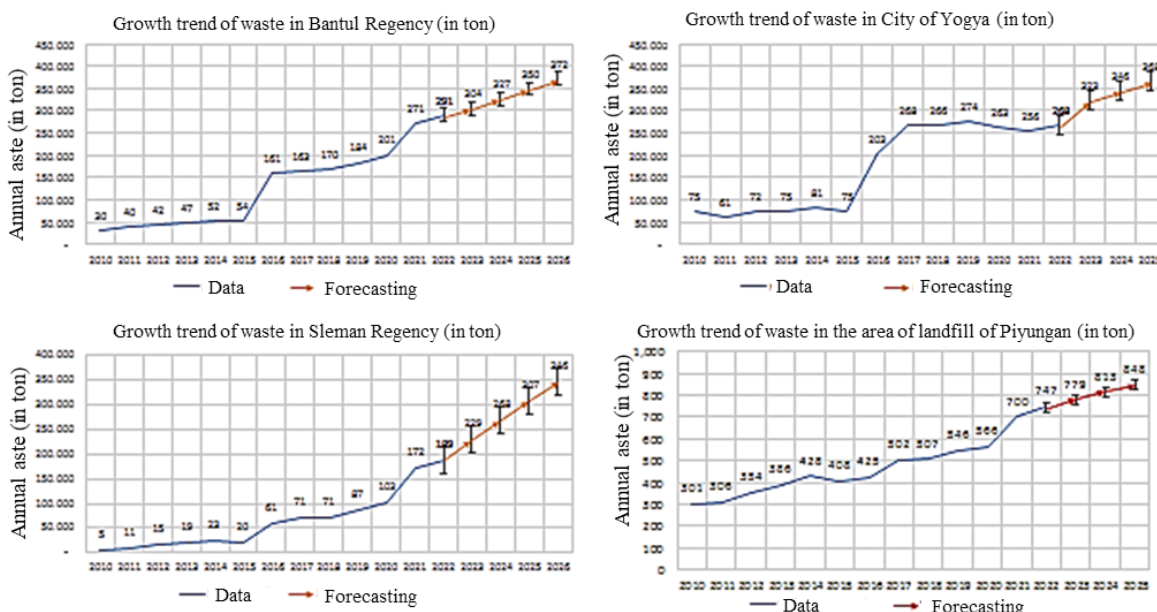 Growth trend of waste in Bantul Regency (in ton)
Annual aste (in ton)
450.000
400.000
350.000
300.000
250.000
200.000
150.000
100.000
50.000
-
30 40 42 47 52 54 161 163 170 184 201 271 291
2010 2011 2012 2013 2014 2015 2016 2017 2018 2019 2020 2021 2022 2023 2024 2025 2026
Data Forecasting
Growth trend of waste in City of Yogya (in ton)
Annual aste (in ton)
450.000
400.000
350.000
300.000
250.000
200.000
150.000
100.000
50.000
-
75 61 72 75 81 75 203 268 266 274 263 256 268
2010 2011 2012 2013 2014 2015 2016 2017 2018 2019 2020 2021 2022 2023 2024
Data Forecasting
Growth trend of waste in Sleman Regency (in ton)
Annual aste (in ton)
400.000
350.000
300.000
250.000
200.000
150.000
100.000
50.000
-
5 11 15 19 23 20 61 71 71 87 103 172 229 263
2010 2011 2012 2013 2014 2015 2016 2017 2018 2019 2020 2021 2022 2023 2024 2025 2026
Data Forecasting
Growth trend of waste in the area of landfill of Piyungan (in ton)
Annual aste (in ton)
1,000
900
800
700
600
500
400
300
200
100
0
301 306 354 386 428 408 425 502 507 546 566 700 747 779 813 848
2010 2011 2012 2013 2014 2015 2016 2017 2018 2019 2020 2021 2022 2023 2024 2025
Data Forecasting